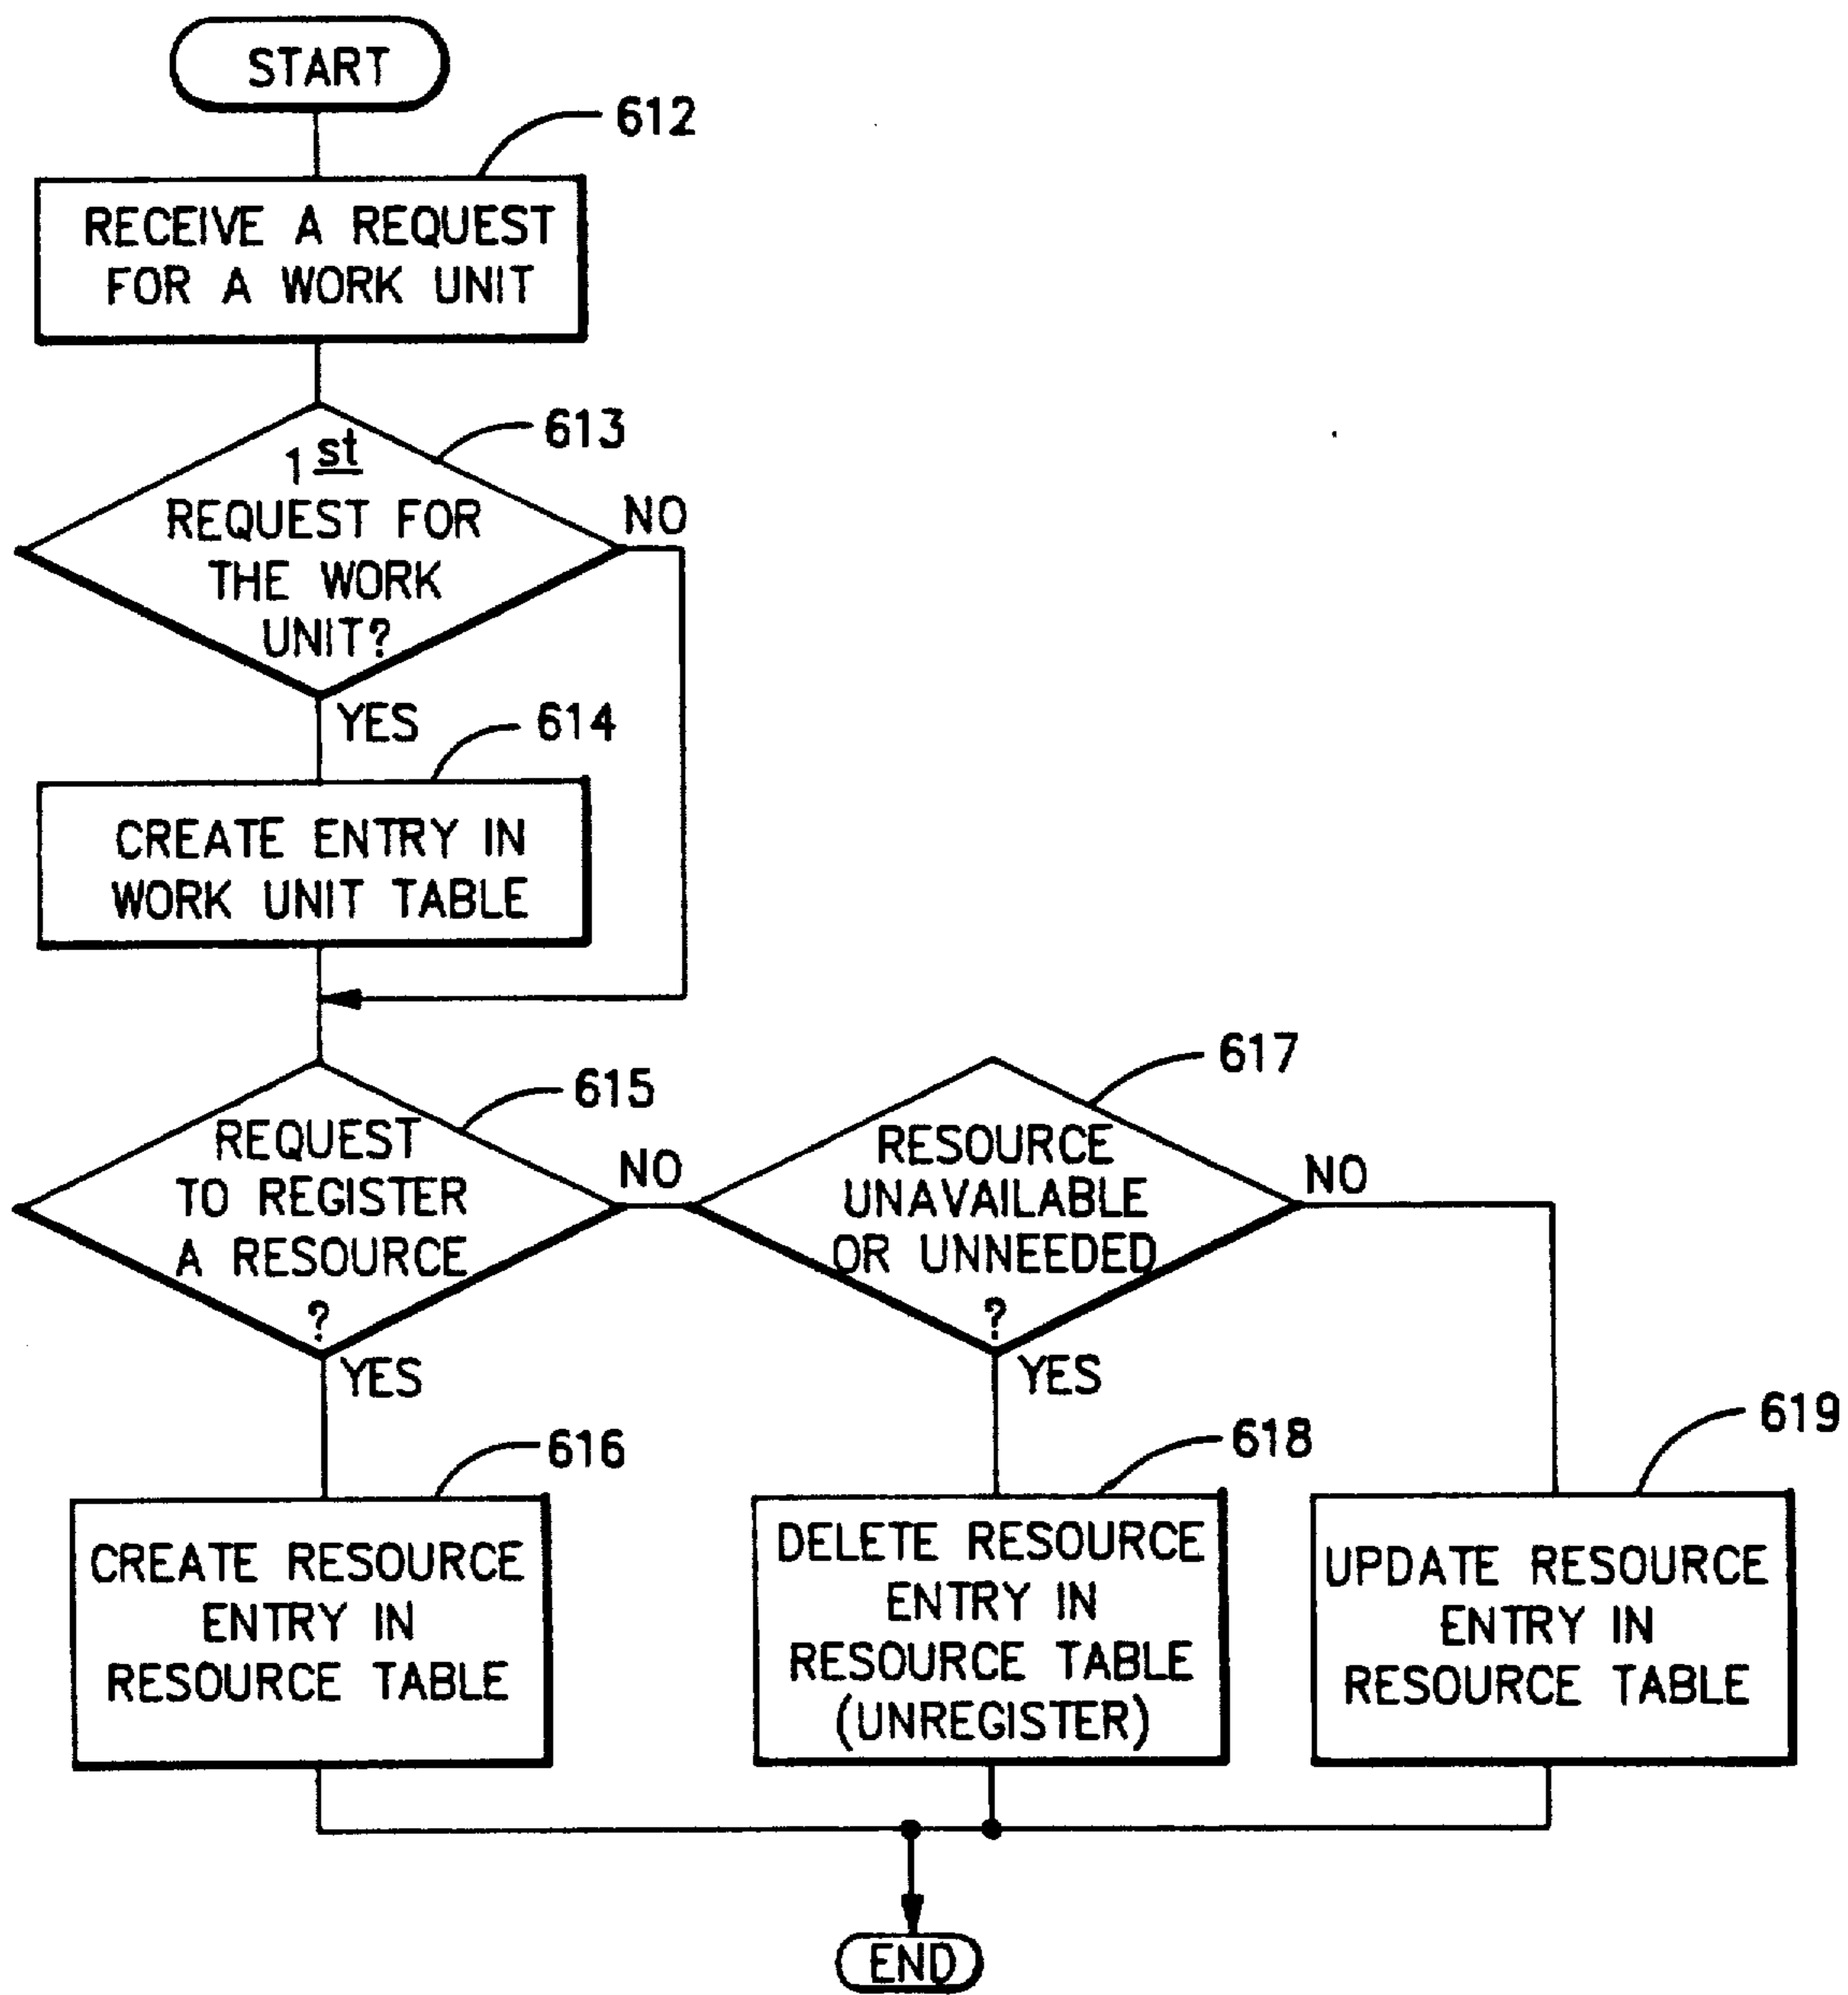 START
612
RECEIVE A REQUEST
FOR A WORK UNIT
613
1st
REQUEST FOR
THE WORK
UNIT?
NO
YES
614
CREATE ENTRY IN
WORK UNIT TABLE
615
REQUEST
TO REGISTER
A RESOURCE
?
NO
YES
617
RESOURCE
UNAVAILABLE
OR UNNEEDED
?
NO
YES
616
CREATE RESOURCE
ENTRY IN
RESOURCE TABLE
618
DELETE RESOURCE
ENTRY IN
RESOURCE TABLE
(UNREGISTER)
619
UPDATE RESOURCE
ENTRY IN
RESOURCE TABLE
END